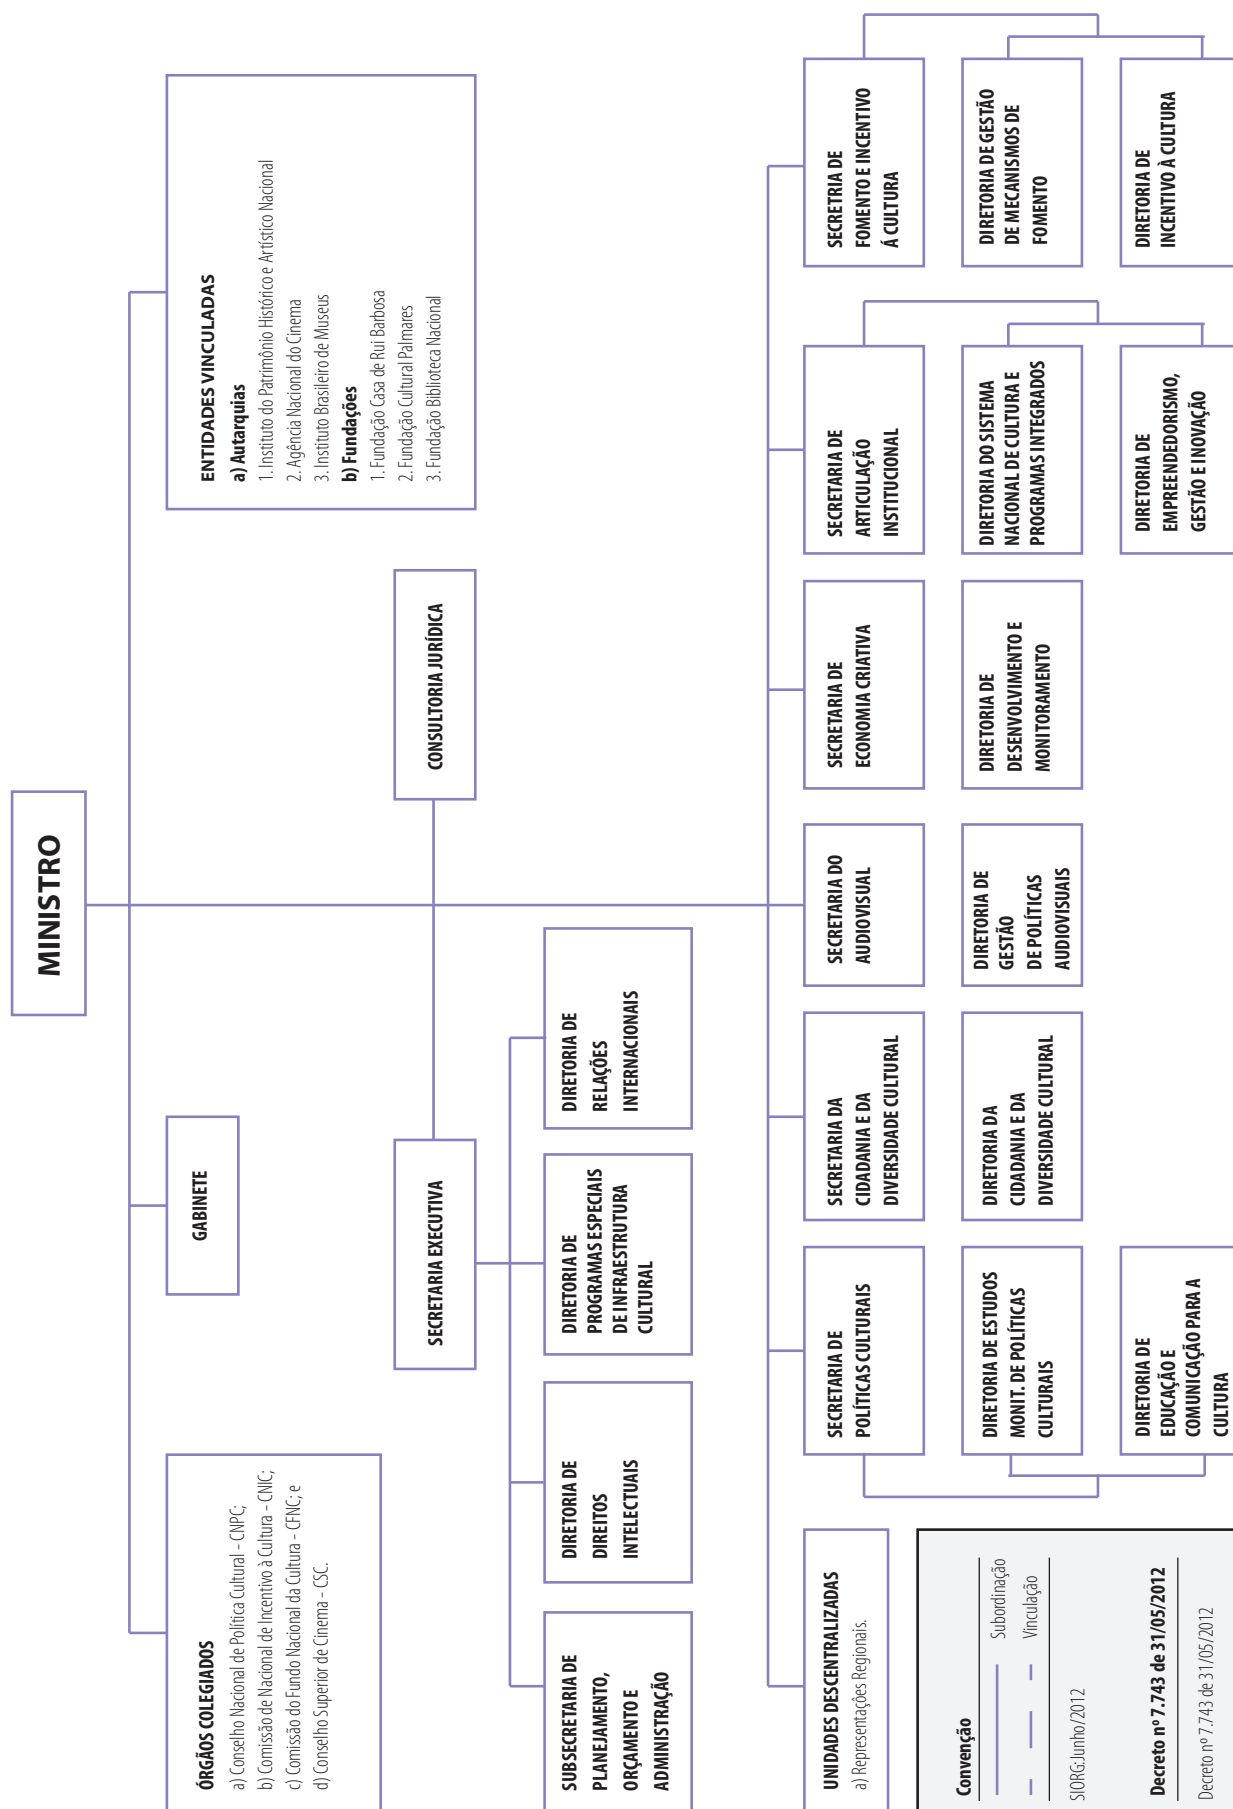 MINISTRO
ÓRGÃOS COLEGIADOS
a) Conselho Nacional de Política Cultural – CNPC;
b) Comissão de Nacional de Incentivo à Cultura – CNIC;
c) Comissão do Fundo Nacional da Cultura – CFNC; e
d) Conselho Superior de Cinema – CSC.
GABINETE
ENTIDADES VINCULADAS
a) Autarquias
1. Instituto do Patrimônio Histórico e Artístico Nacional
2. Agência Nacional do Cinema
3. Instituto Brasileiro de Museus
b) Fundações
1. Fundação Casa de Rui Barbosa
2. Fundação Cultural Palmares
3. Fundação Biblioteca Nacional
SECRETARIA EXECUTIVA
CONSULTORIA JURÍDICA
SUBSECRETARIA DE
PLANEJAMENTO,
ORÇAMENTO E
ADMINISTRAÇÃO
DIRETORIA DE
DIREITOS
INTELECTUAIS
DIRETORIA DE
PROGRAMAS ESPECIAIS
DE INFRAESTRUTURA
CULTURAL
DIRETORIA DE
RELAÇÕES
INTERNACIONAIS
UNIDADES DESCENTRALIZADAS
a) Representações Regionais.
SECRETARIA DE
POLÍTICAS CULTURAIS
SECRETARIA DA
CIDADANIA E DA
DIVERSIDADE CULTURAL
SECRETARIA DO
AUDIOVISUAL
SECRETARIA DE
ECONOMIA CRIATIVA
SECRETARIA DE
ARTICULAÇÃO
INSTITUCIONAL
SECRETRIA DE
FOMENTO E INCENTIVO
Á CULTURA
DIRETORIA DE ESTUDOS
MONIT. DE POLÍTICAS
CULTURAIS
DIRETORIA DA
CIDADANIA E DA
DIVERSIDADE CULTURAL
DIRETORIA DE
GESTÃO
DE POLÍTICAS
AUDIOVISUAIS
DIRETORIA DE
DESENVOLVIMENTO E
MONITORAMENTO
DIRETORIA DO SISTEMA
NACIONAL DE CULTURA E
PROGRAMAS INTEGRADOS
DIRETORIA DE GESTÃO
DE MECANISMOS DE
FOMENTO
DIRETORIA DE
EDUCAÇÃO E
COMUNICAÇÃO PARA A
CULTURA
DIRETORIA DE
EMPREENDEDORISMO,
GESTÃO E INOVAÇÃO
DIRETORIA DE
INCENTIVO À CULTURA
Convenção
Subordinação
Vinculação
SIORG:Junho/2012
Decreto nº 7.743 de 31/05/2012
Decreto nº 7.743 de 31/05/2012